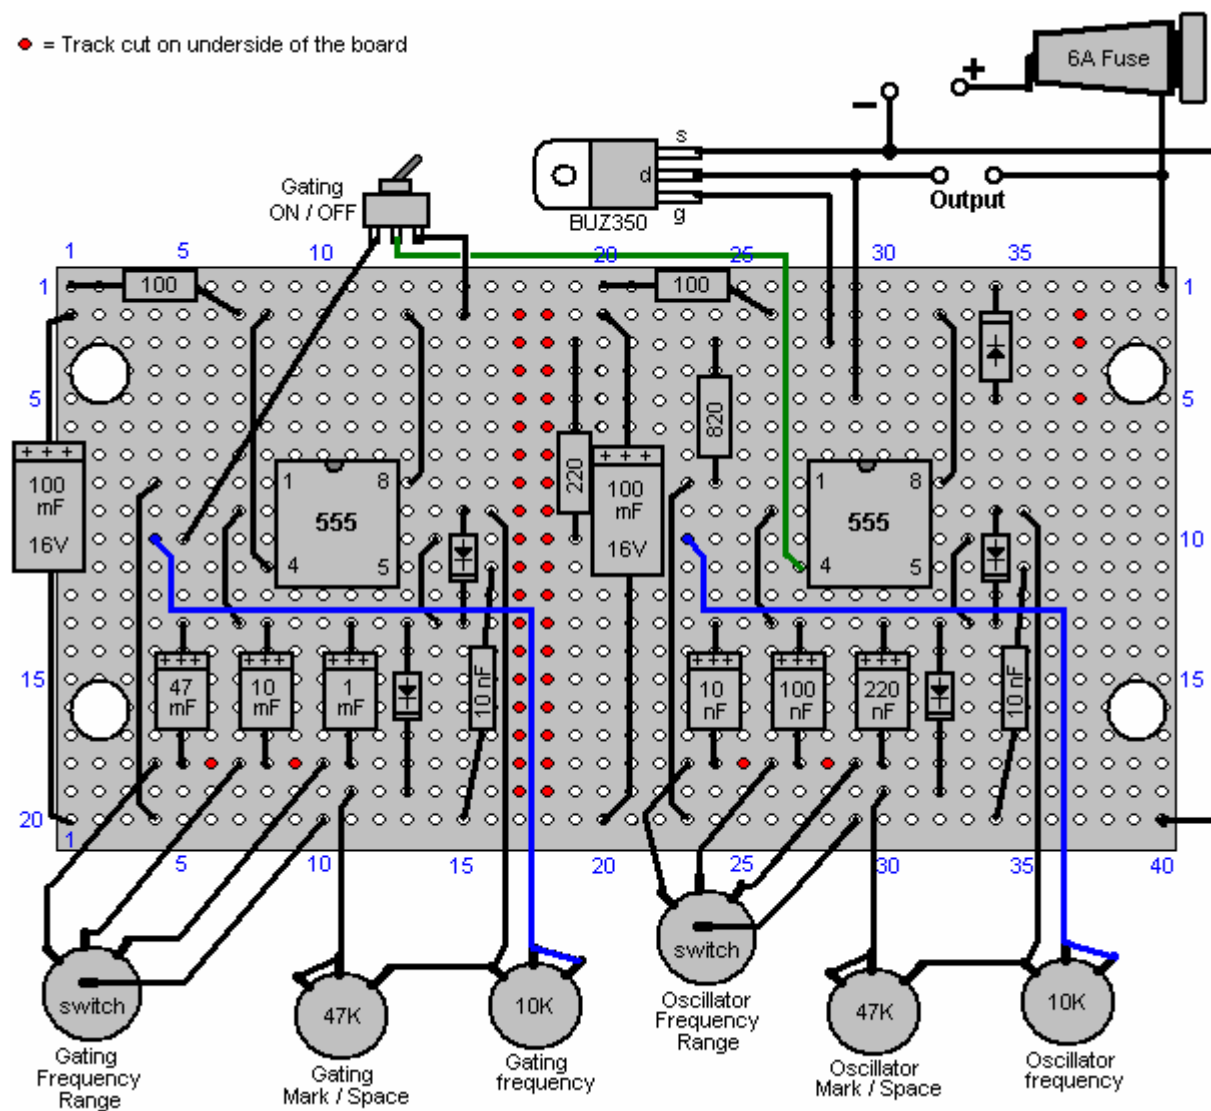 = Track cut on underside of the board
6A Fuse
+
−
s
d
g
BUZ350
Output
Gating
ON / OFF
1
5
10
20
25
30
35
1
100
100
1
5
5
+ + +
100
mF
16V
1
8
555
4
5
220
+ + +
100
mF
16V
820
1
8
555
4
5
10
+++
47
mF
+++
10
mF
+++
1
mF
10 nF
+++
10
nF
+++
100
nF
+++
220
nF
10 nF
15
15
20
1
5
10
15
20
25
30
35
40
switch
Gating
Frequency
Range
47K
Gating
Mark / Space
10K
Gating
frequency
switch
Oscillator
Frequency
Range
47K
Oscillator
Mark / Space
10K
Oscillator
frequency